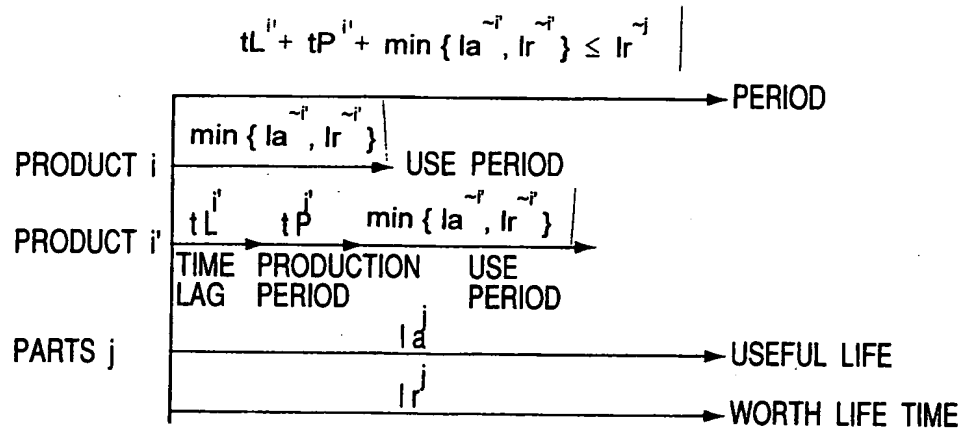 tL^i' + tP^i' + min { la^~i', lr^~i' } ≤ lr^~j
PERIOD
min { la^~i', lr^~i' }
PRODUCT i USE PERIOD
tL^i' tP^i' min { la^~i', lr^~i' }
PRODUCT i'
TIME PRODUCTION USE
LAG PERIOD PERIOD
la^j
PARTS j USEFUL LIFE
lr^j
WORTH LIFE TIME